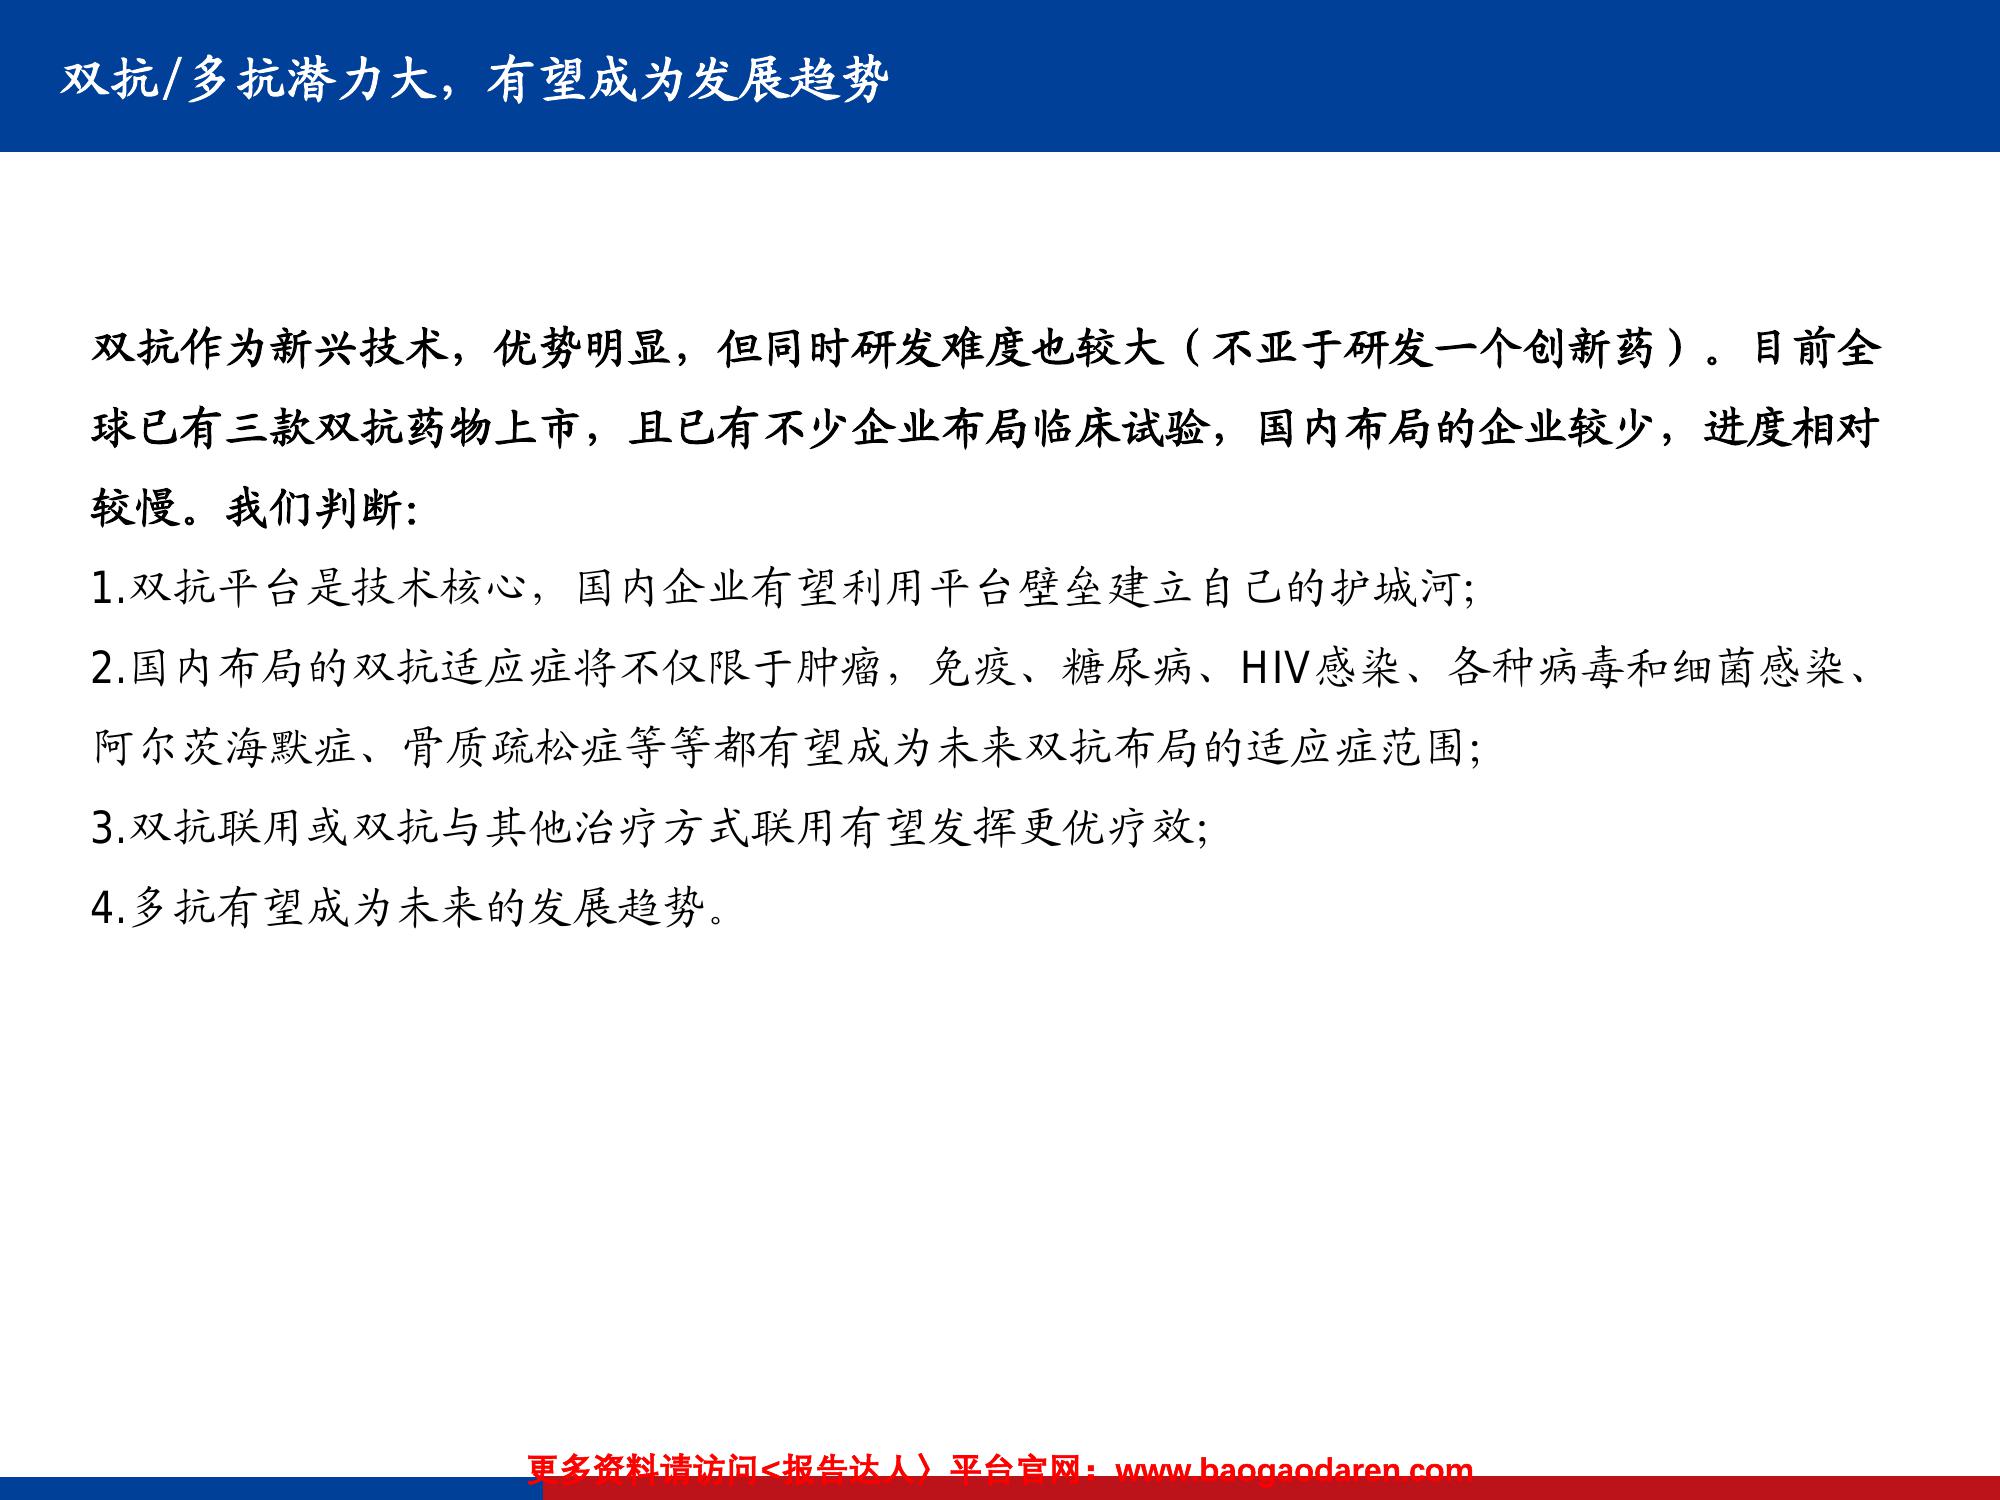 双抗/多抗潜力大，有望成为发展趋势
双抗作为新兴技术，优势明显，但同时研发难度也较大（不亚于研发一个创新药）。目前全
球已有三款双抗药物上市，且已有不少企业布局临床试验，国内布局的企业较少，进度相对
较慢。我们判断：
1.双抗平台是技术核心，国内企业有望利用平台壁垒建立自己的护城河；
2.国内布局的双抗适应症将不仅限于肿瘤，免疫、糖尿病、HIV感染、各种病毒和细菌感染、
阿尔茨海默症、骨质疏松症等等都有望成为未来双抗布局的适应症范围；
3.双抗联用或双抗与其他治疗方式联用有望发挥更优疗效；
4.多抗有望成为未来的发展趋势。
更多资料请访问<报告达人〉平台官网：www.baogaodaren.com